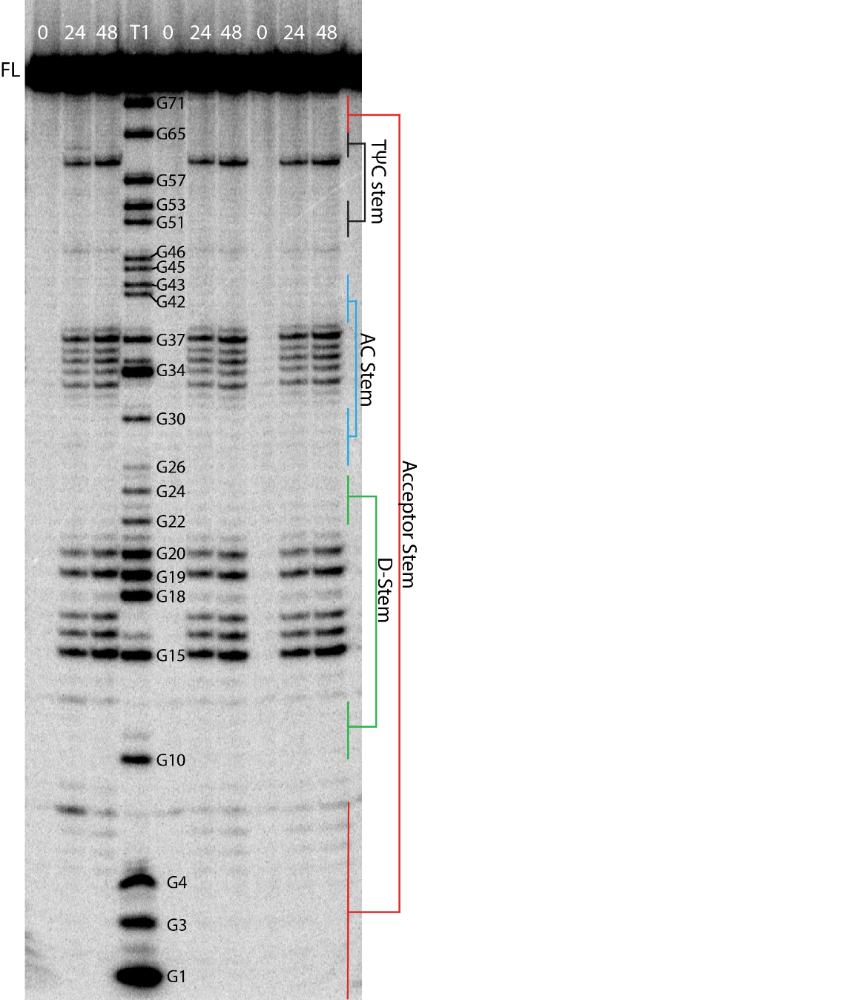 0 24 48 T1 0 24 48 0 24 48
FL
G71
G65
TΨC stem
G57
G53
G51
G46
G45
G43
G42
G37
AC Stem
G34
G30
G26
Acceptor Stem
G24
G22
G20
D-Stem
G19
G18
G15
G10
G4
G3
G1